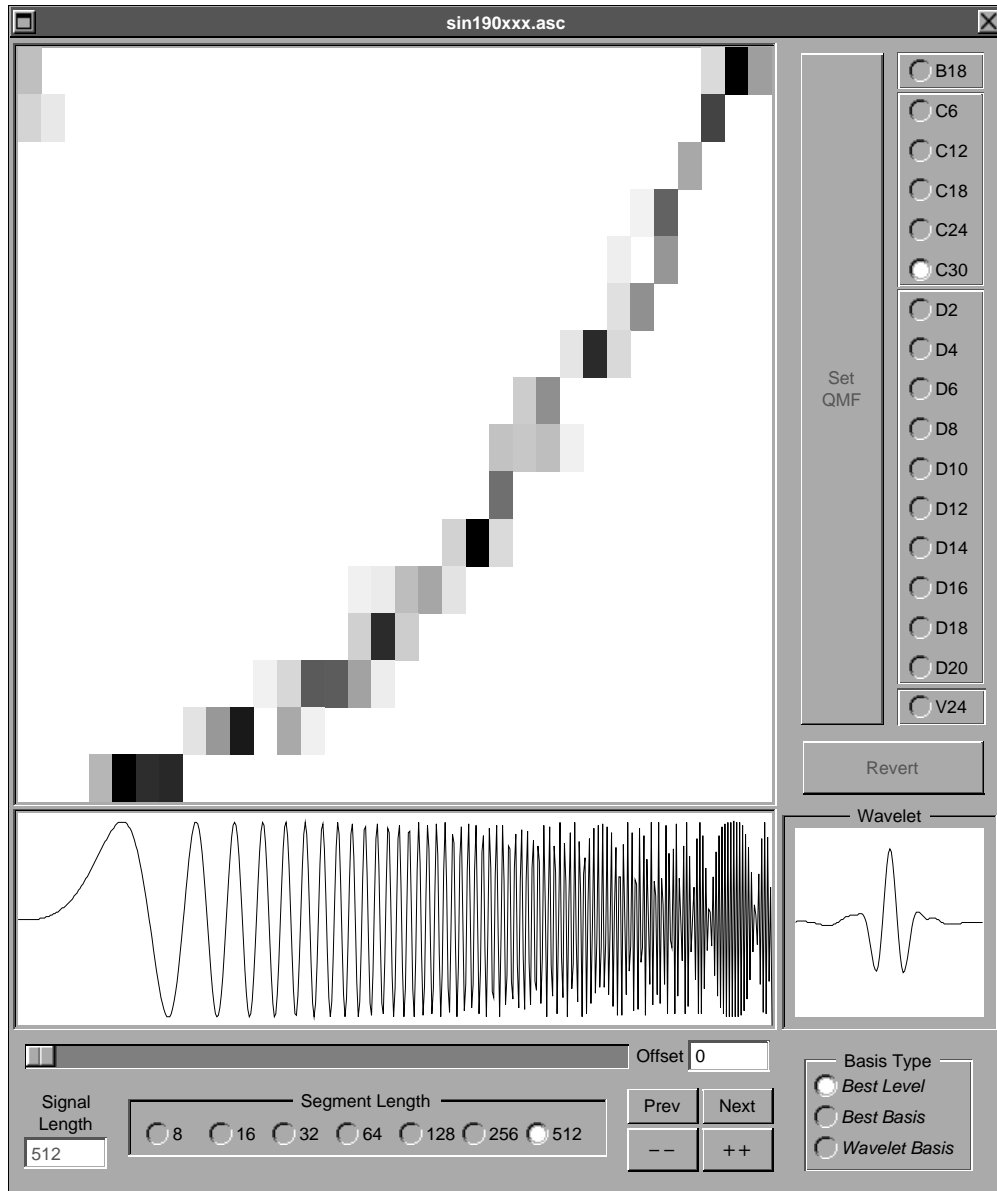 sin190xxx.asc
B18
C6
C12
C18
C24
C30
D2
D4
D6
D8
D10
D12
D14
D16
D18
D20
V24
Set
QMF
Revert
Wavelet
Offset 0
Signal
Length
512
Segment Length
8 16 32 64 128 256 512
Prev Next
-- ++
Basis Type
Best Level
Best Basis
Wavelet Basis